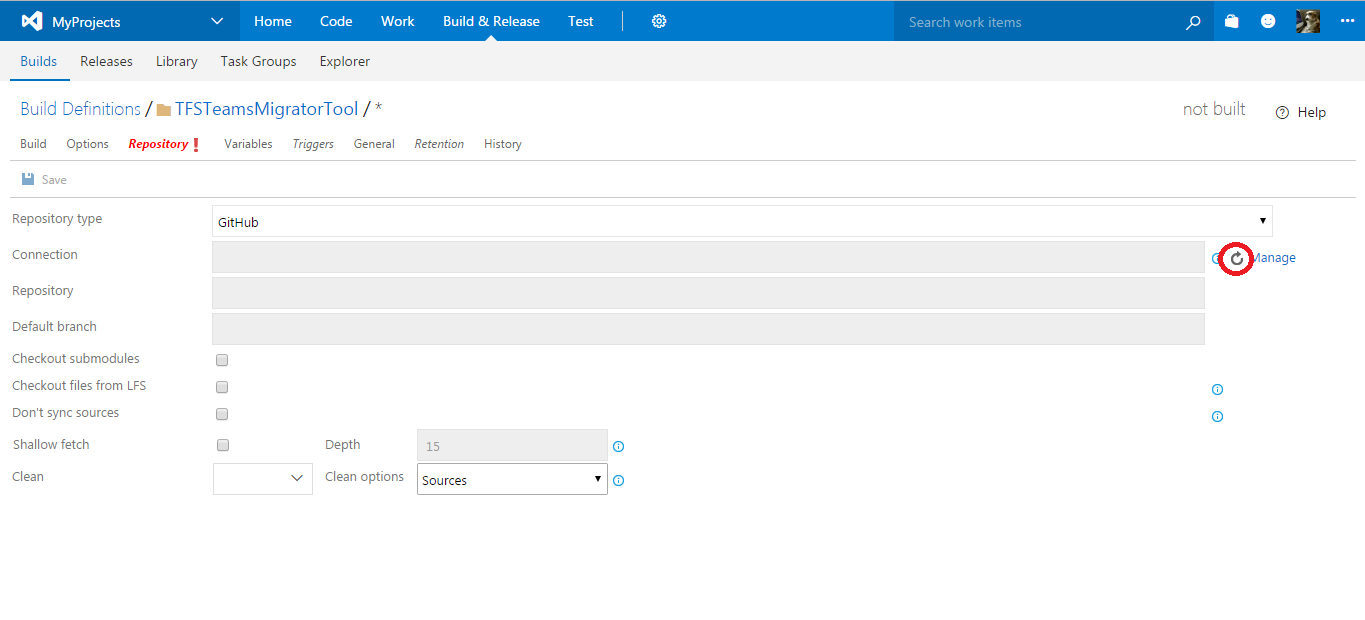 MyProjects Home Code Work Build & Release Test Search work items
Builds Releases Library Task Groups Explorer
Build Definitions / TFSTeamsMigratorTool / * not built Help
Build Options Repository ! Variables Triggers General Retention History
Save
Repository type GitHub
Connection Manage
Repository
Default branch
Checkout submodules
Checkout files from LFS
Don't sync sources
Shallow fetch Depth 15
Clean Clean options Sources